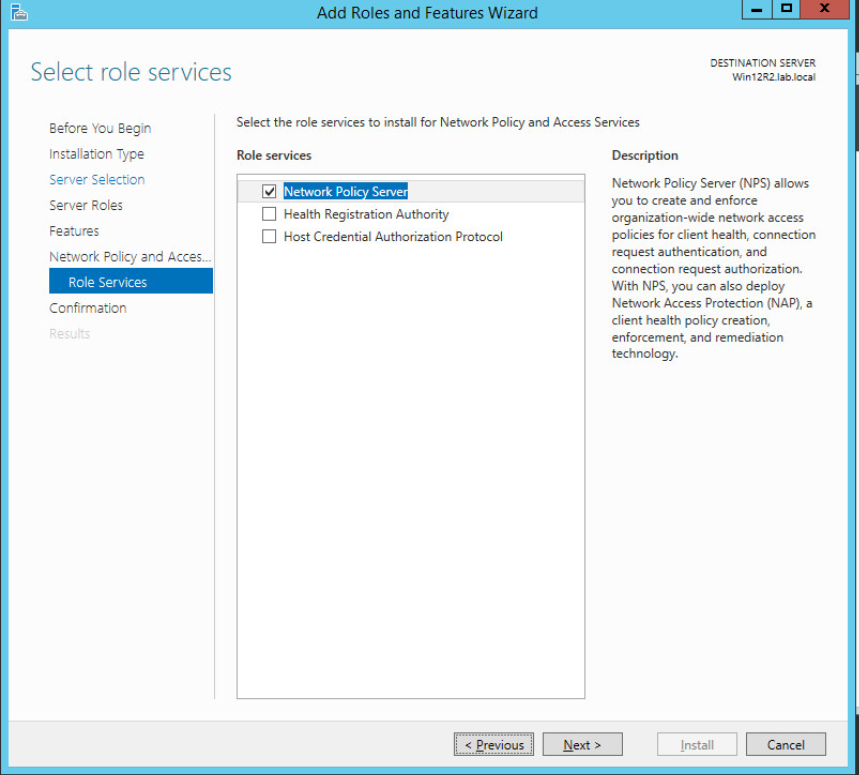 Add Roles and Features Wizard
Select role services
DESTINATION SERVER
Win12R2.lab.local
Before You Begin
Installation Type
Server Selection
Server Roles
Features
Network Policy and Acces...
Role Services
Confirmation
Results
Select the role services to install for Network Policy and Access Services
Role services
Network Policy Server
Health Registration Authority
Host Credential Authorization Protocol
Description
Network Policy Server (NPS) allows
you to create and enforce
organization-wide network access
policies for client health, connection
request authentication, and
connection request authorization.
With NPS, you can also deploy
Network Access Protection (NAP), a
client health policy creation,
enforcement, and remediation
technology.
< Previous
Next >
Install
Cancel